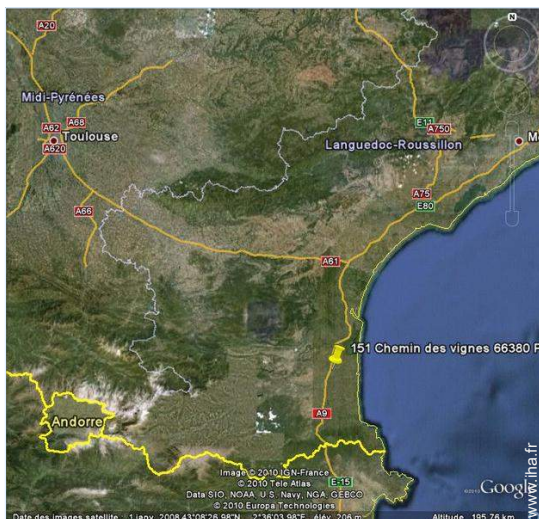 A20
N
Midi-Pyrénées
A68
A62
Toulouse
A620
E11
A750
Languedoc-Roussillon
A75
E80
A66
A61
151 Chemin des vignes 66380 P
Andorre
A9
E-15
Image © 2010 IGN-France
© 2010 Tele Atlas
Data SIO, NOAA, U.S. Navy, NGA, GEBCO
© 2010 Europa Technologies
©2010 Google
Date des images satellite : 1 janv. 2008 43°08'26.98"N 2°36'03.98"E élév. 206 m Altitude 195.76 km
www.iha.fr